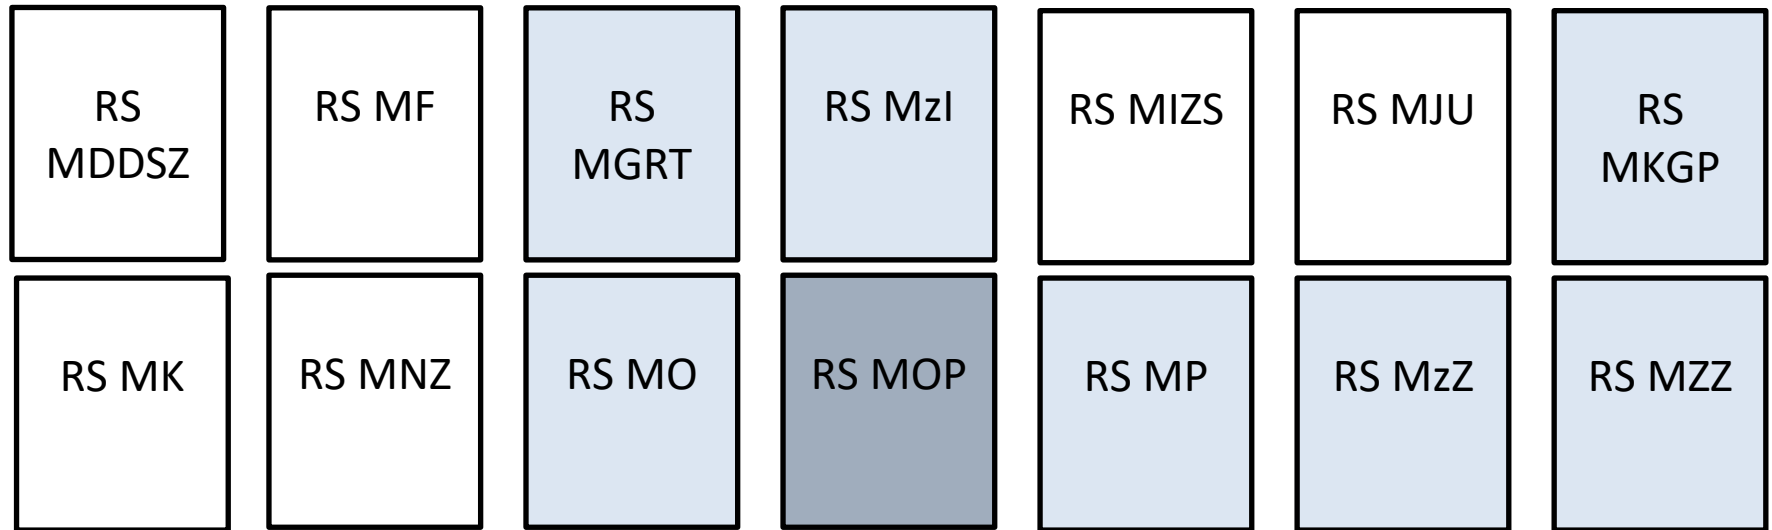 RS
MDDSZ
RS MF
RS
MGRT
RS MzI
RS MIZS
RS MJU
RS
MKGP
RS MK
RS MNZ
RS MO
RS MOP
RS MP
RS MzZ
RS MZZ